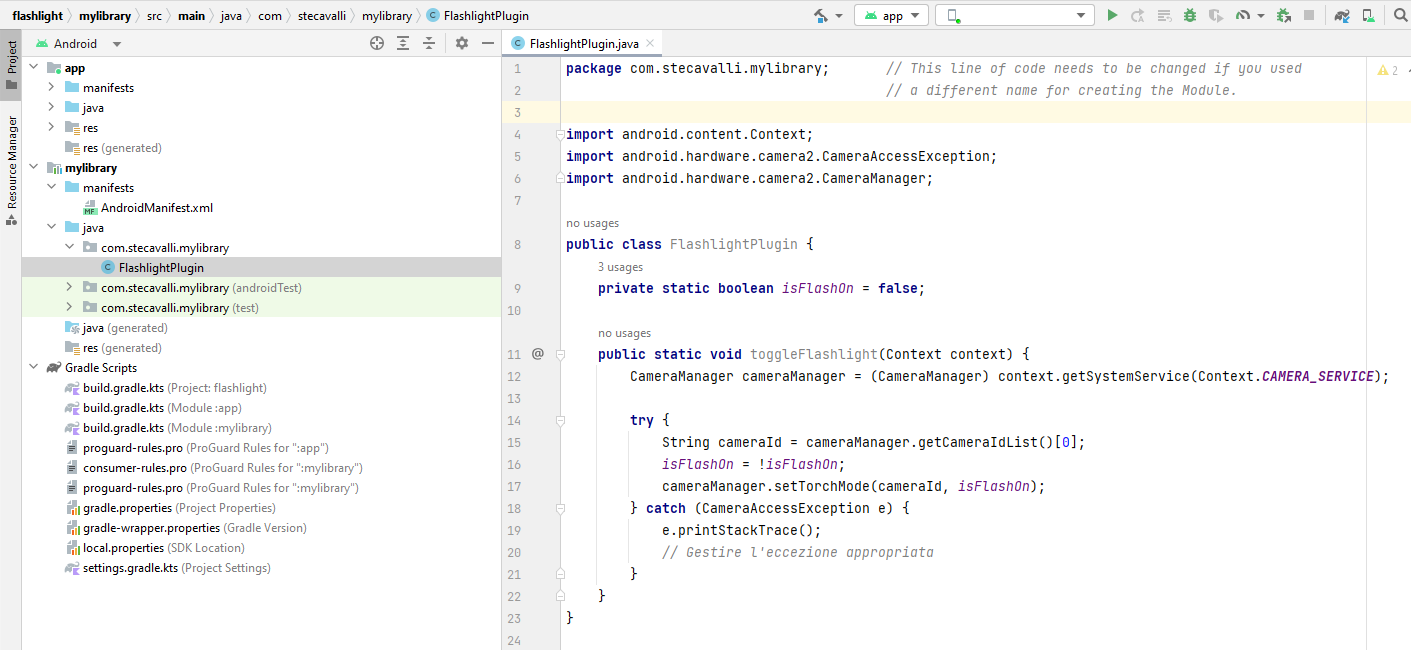 flashlight mylibrary src main java com stecavalli mylibrary FlashlightPlugin app
Project
Resource Manager
Android
app
manifests
java
res
res (generated)
mylibrary
manifests
AndroidManifest.xml
java
com.stecavalli.mylibrary
FlashlightPlugin
com.stecavalli.mylibrary (androidTest)
com.stecavalli.mylibrary (test)
java (generated)
res (generated)
Gradle Scripts
build.gradle.kts (Project: flashlight)
build.gradle.kts (Module :app)
build.gradle.kts (Module :mylibrary)
proguard-rules.pro (ProGuard Rules for ":app")
consumer-rules.pro (ProGuard Rules for ":mylibrary")
proguard-rules.pro (ProGuard Rules for ":mylibrary")
gradle.properties (Project Properties)
gradle-wrapper.properties (Gradle Version)
local.properties (SDK Location)
settings.gradle.kts (Project Settings)
FlashlightPlugin.java
2
1 package com.stecavalli.mylibrary; // This line of code needs to be changed if you used
2 // a different name for creating the Module.
3
4 import android.content.Context;
5 import android.hardware.camera2.CameraAccessException;
6 import android.hardware.camera2.CameraManager;
7
no usages
8 public class FlashlightPlugin {
3 usages
9 private static boolean isFlashOn = false;
10
no usages
11 @ public static void toggleFlashlight(Context context) {
12 CameraManager cameraManager = (CameraManager) context.getSystemService(Context.CAMERA_SERVICE);
13
14 try {
15 String cameraId = cameraManager.getCameraIdList()[0];
16 isFlashOn = !isFlashOn;
17 cameraManager.setTorchMode(cameraId, isFlashOn);
18 } catch (CameraAccessException e) {
19 e.printStackTrace();
20 // Gestire l'eccezione appropriata
21 }
22 }
23 }
24